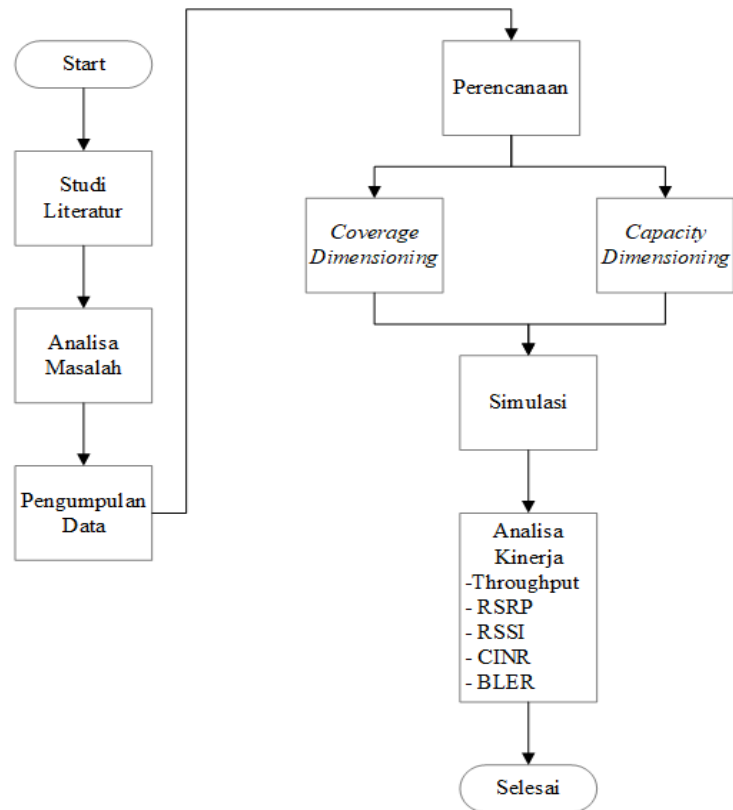 Start
Studi
Literatur
Analisa
Masalah
Pengumpulan
Data
Perencanaan
Coverage
Dimensioning
Capacity
Dimensioning
Simulasi
Analisa
Kinerja
-Throughput
- RSRP
- RSSI
- CINR
- BLER
Selesai